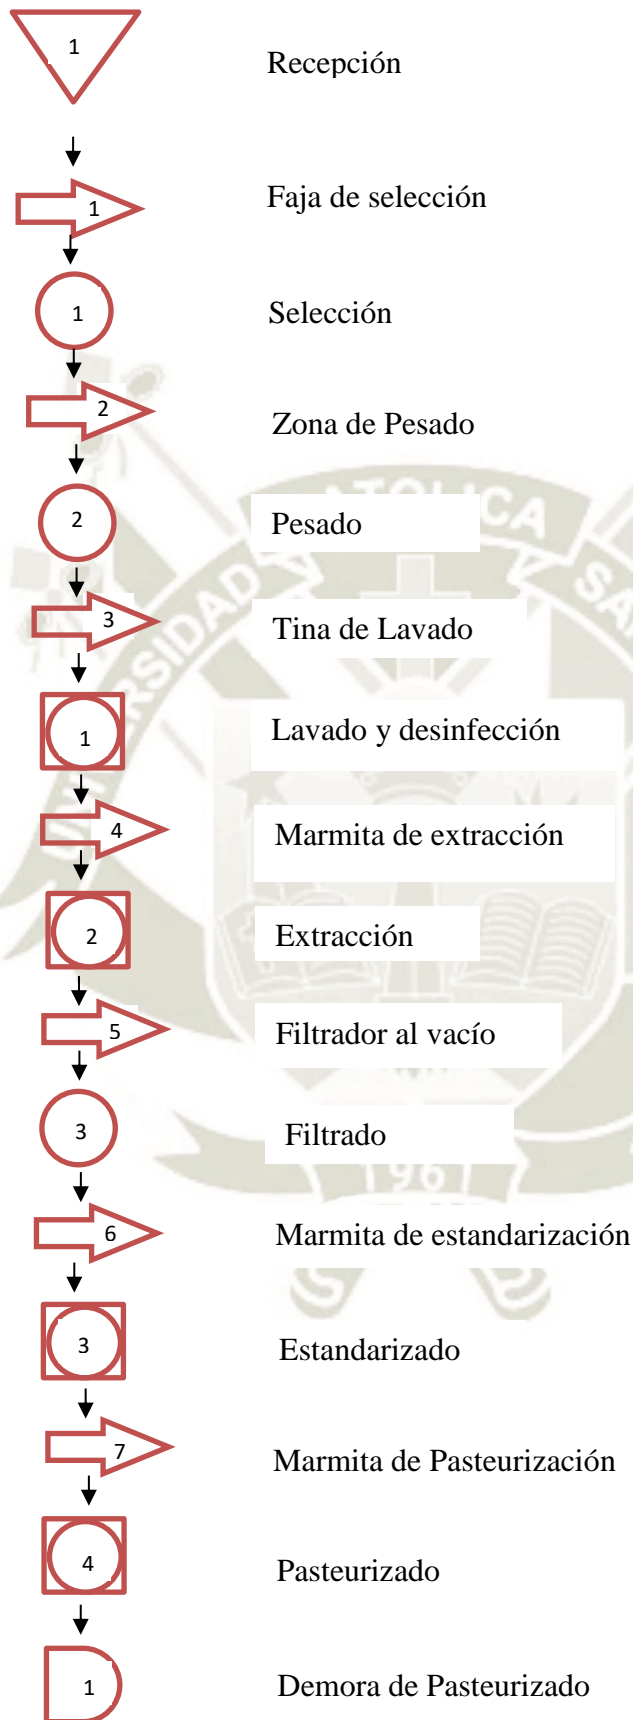 1 Recepción
1 Faja de selección
1 Selección
2 Zona de Pesado
2 Pesado
3 Tina de Lavado
1 Lavado y desinfección
4 Marmita de extracción
2 Extracción
5 Filtrador al vacío
3 Filtrado
6 Marmita de estandarización
3 Estandarizado
7 Marmita de Pasteurización
4 Pasteurizado
1 Demora de Pasteurizado
UNIVERSIDAD
196